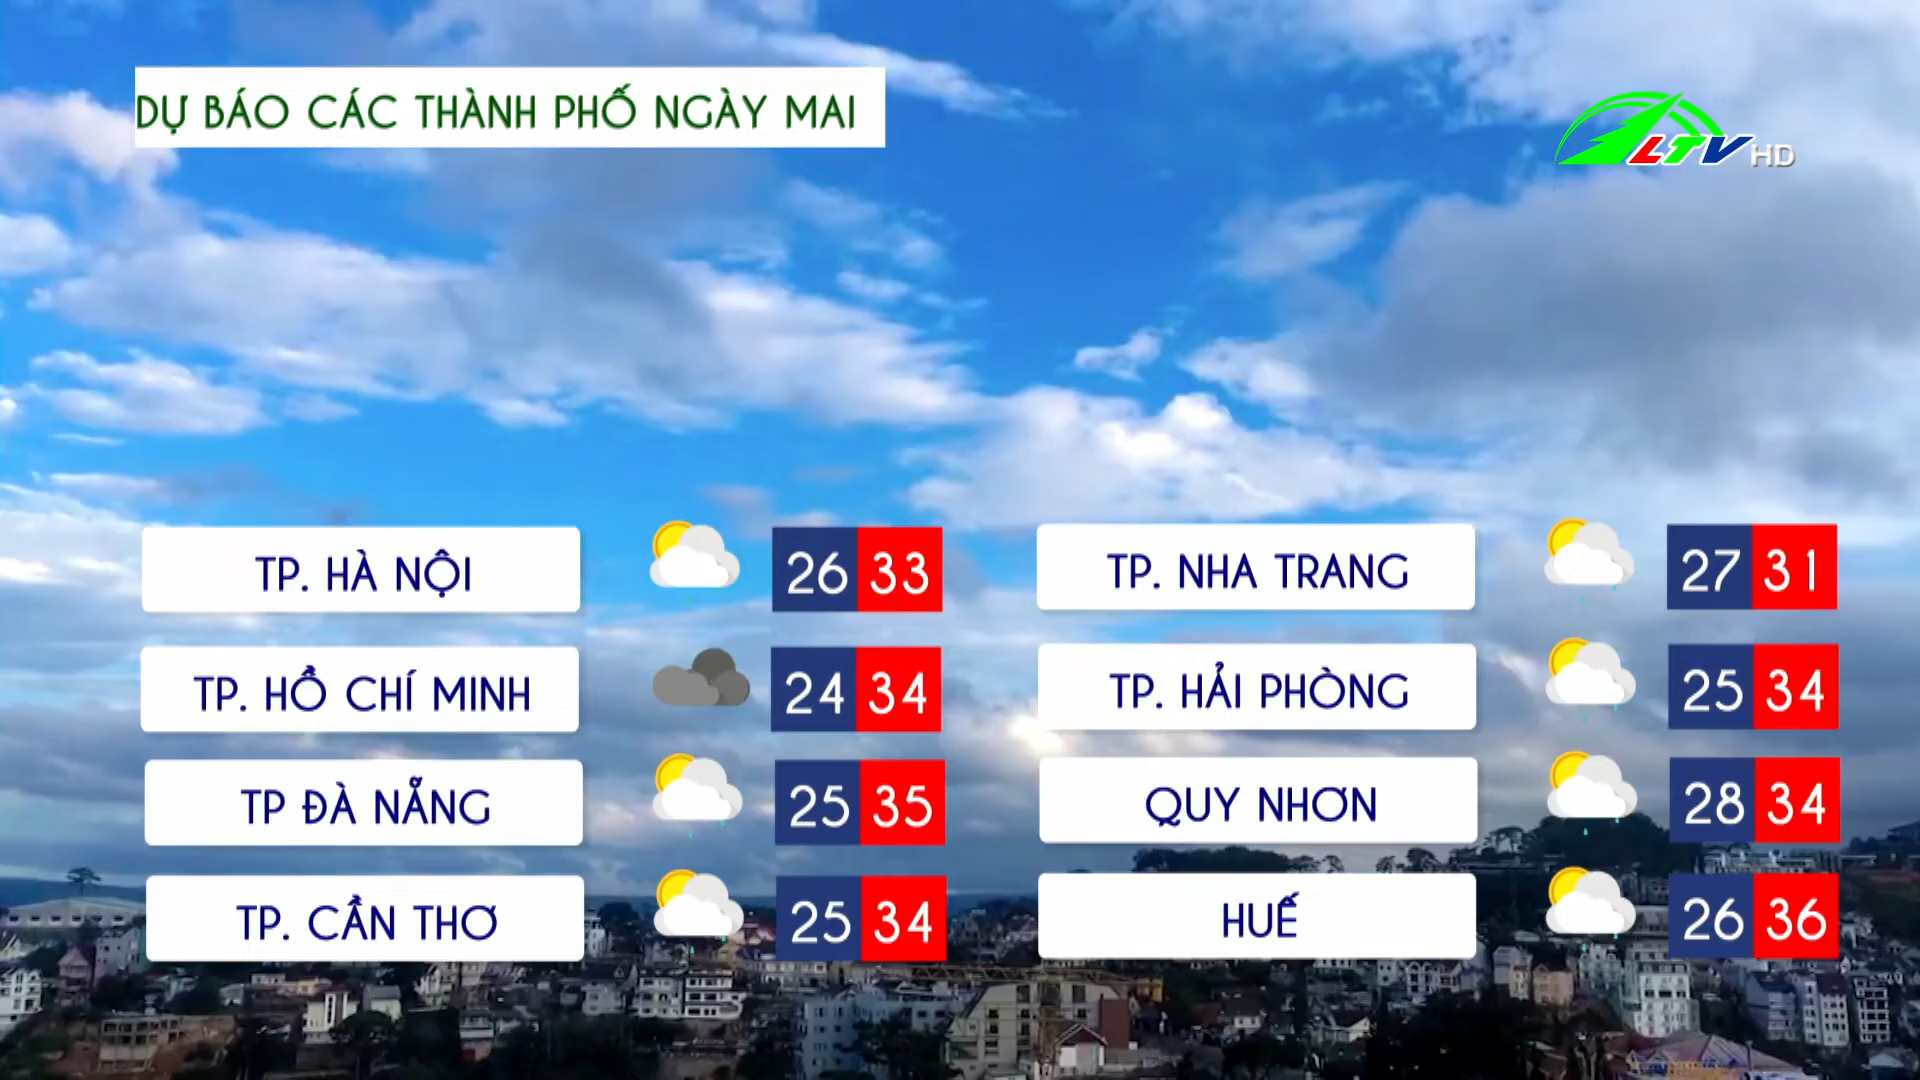 DỰ BÁO CÁC THÀNH PHỐ NGÀY MAI
LTV HD
TP. HÀ NỘI 26 33
TP. HỒ CHÍ MINH 24 34
TP ĐÀ NẴNG 25 35
TP. CẦN THƠ 25 34
TP. NHA TRANG 27 31
TP. HẢI PHÒNG 25 34
QUY NHƠN 28 34
HUẾ 26 36